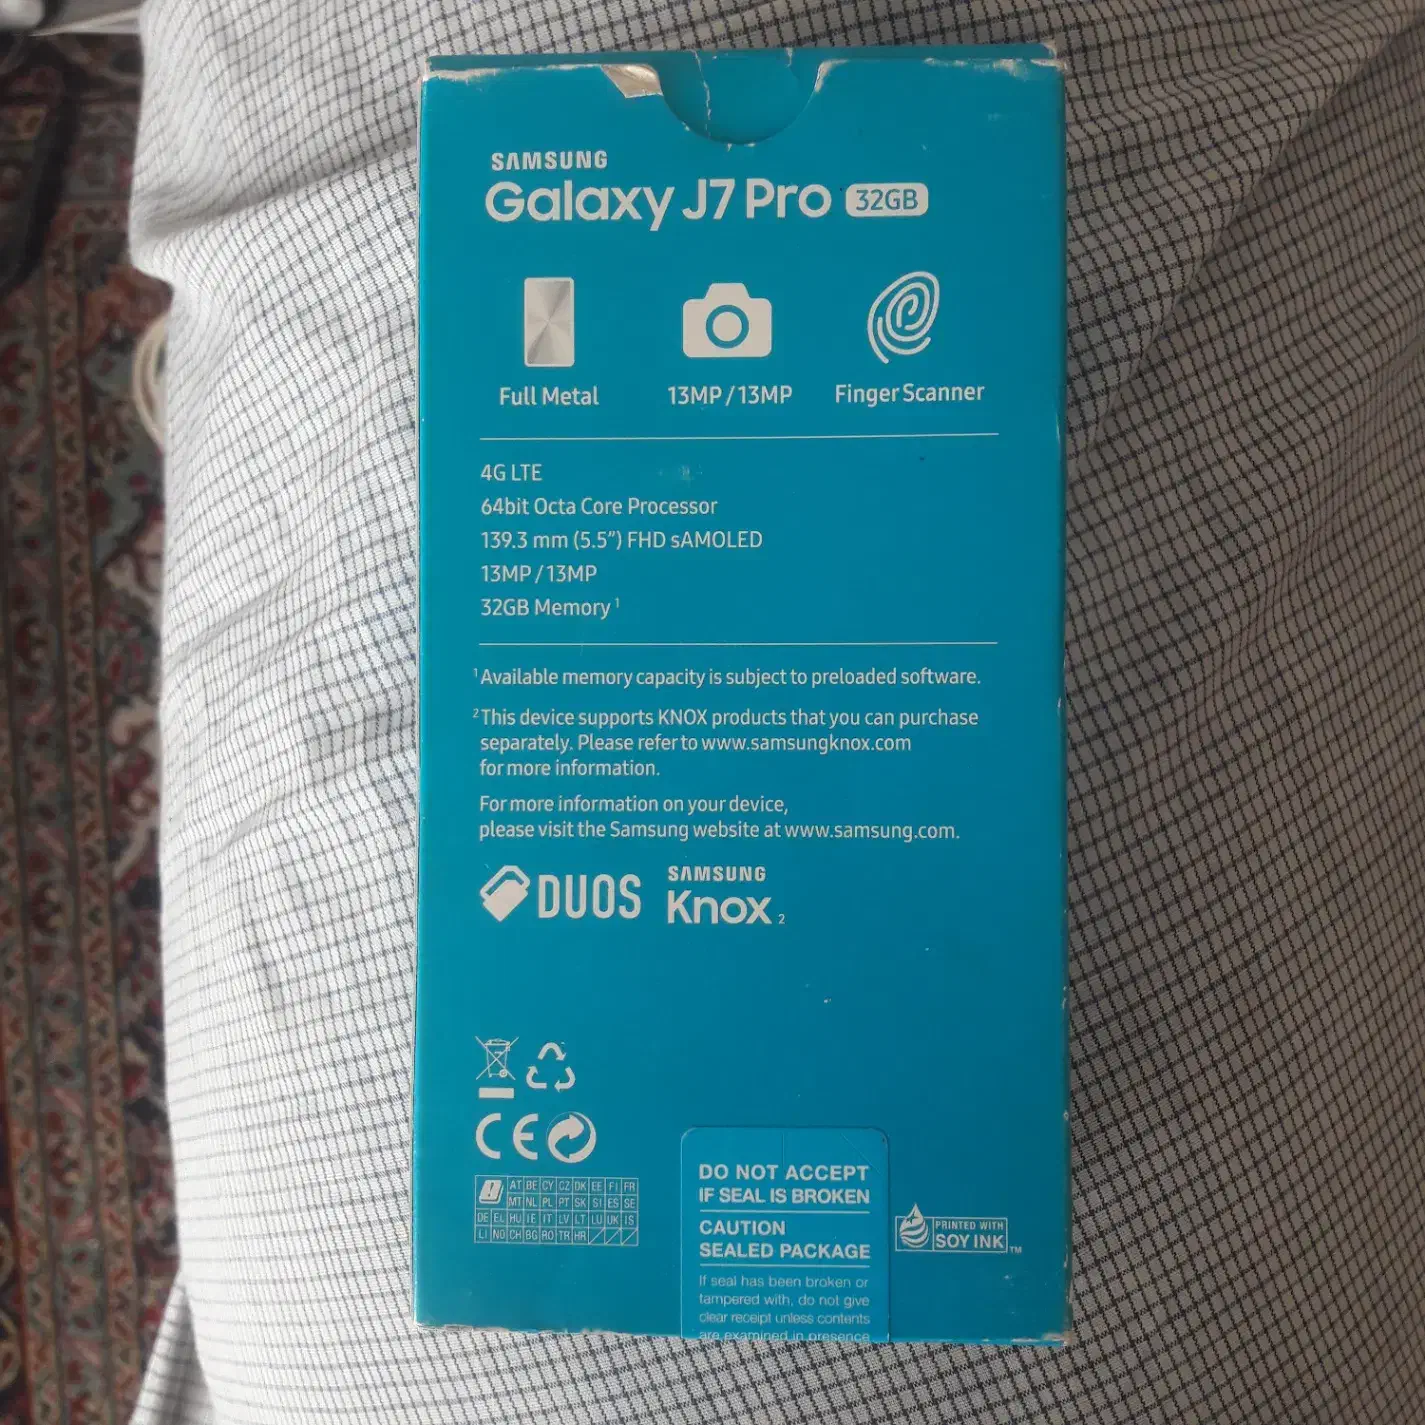 SAMSUNG
Galaxy J7 Pro 32GB
Full Metal
13MP / 13MP
Finger Scanner
4G LTE
64bit Octa Core Processor
139.3 mm (5.5") FHD sAMOLED
13MP / 13MP
32GB Memory 1
1 Available memory capacity is subject to preloaded software.
2 This device supports KNOX products that you can purchase
separately. Please refer to www.samsungknox.com
for more information.
For more information on your device,
please visit the Samsung website at www.samsung.com.
DUOS
SAMSUNG
Knox 2
CE
AT BE CY CZ DK EE FI FR
MT NL PL PT SK SI ES SE
DE EL HU IE IT LV LT LU UK IS
LI NO CH BG RO TR HR
DO NOT ACCEPT
IF SEAL IS BROKEN
CAUTION
SEALED PACKAGE
If seal has been broken or
tampered with, do not give
clear receipt unless contents
are examined in presence
PRINTED WITH
SOY INK TM